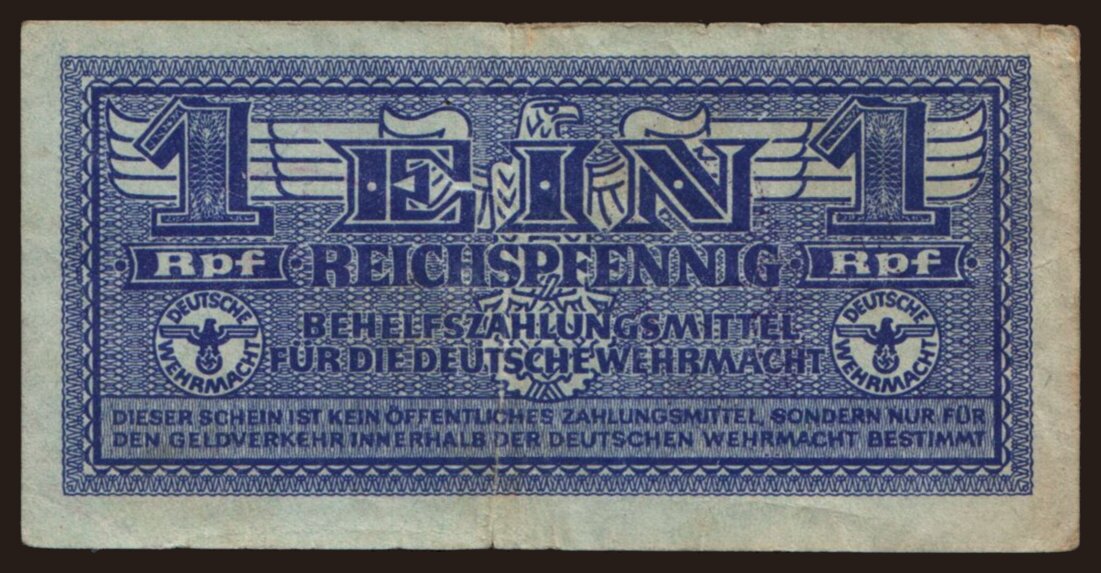 1 EIN 1
Rpf REICHSPFENNIG Rpf
BEHELFSZAHLUNGSMITTEL
FÜR DIE DEUTSCHE WEHRMACHT
DEUTSCHE WEHRMACHT
DEUTSCHE WEHRMACHT
DIESER SCHEIN IST KEIN ÖFFENTLICHES ZAHLUNGSMITTEL, SONDERN NUR FÜR
DEN GELDVERKEHR INNERHALB DER DEUTSCHEN WEHRMACHT BESTIMMT